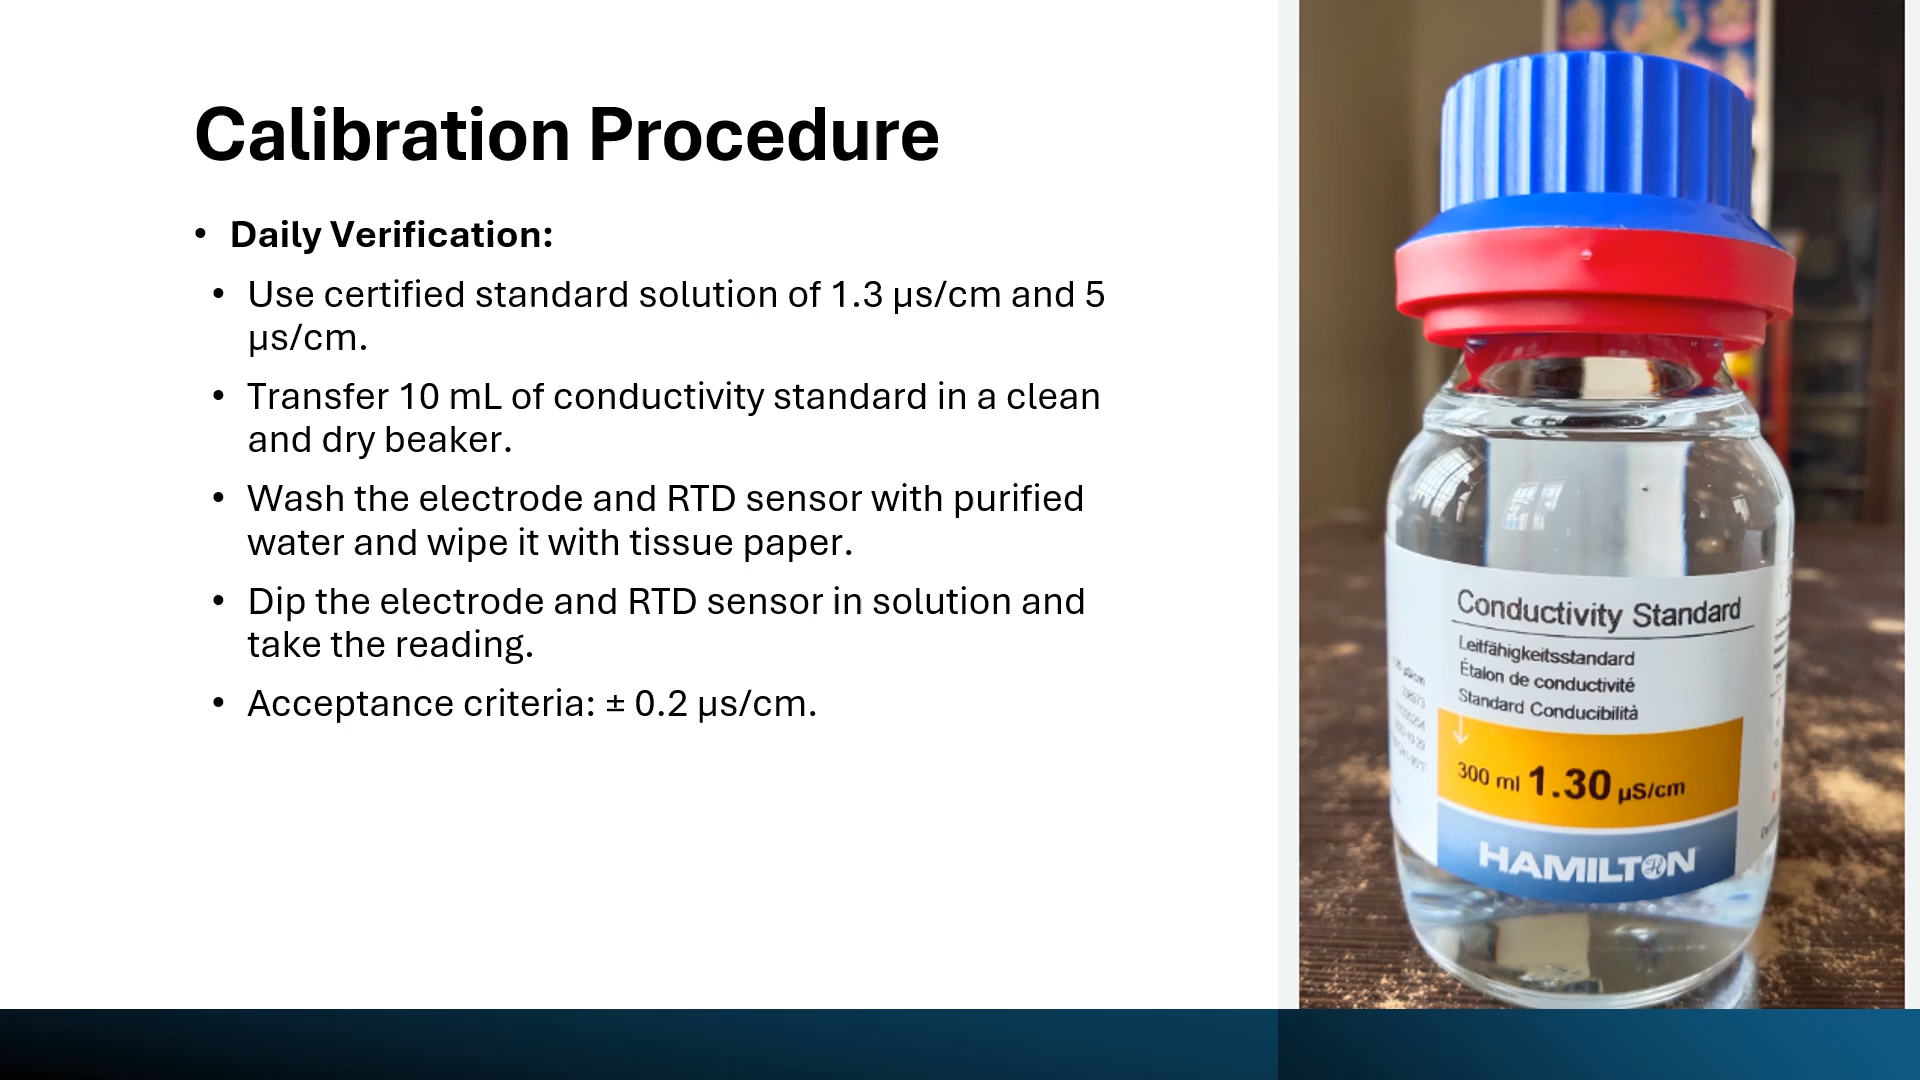 Calibration Procedure
• Daily Verification:
• Use certified standard solution of 1.3 µs/cm and 5
µs/cm.
• Transfer 10 mL of conductivity standard in a clean
and dry beaker.
• Wash the electrode and RTD sensor with purified
water and wipe it with tissue paper.
• Dip the electrode and RTD sensor in solution and
take the reading.
• Acceptance criteria: ± 0.2 µs/cm.
Conductivity Standard
Leitfähigkeitsstandard
Étalon de conductivité
Standard Conducibilità
300 ml 1.30 µS/cm
HAMILTON